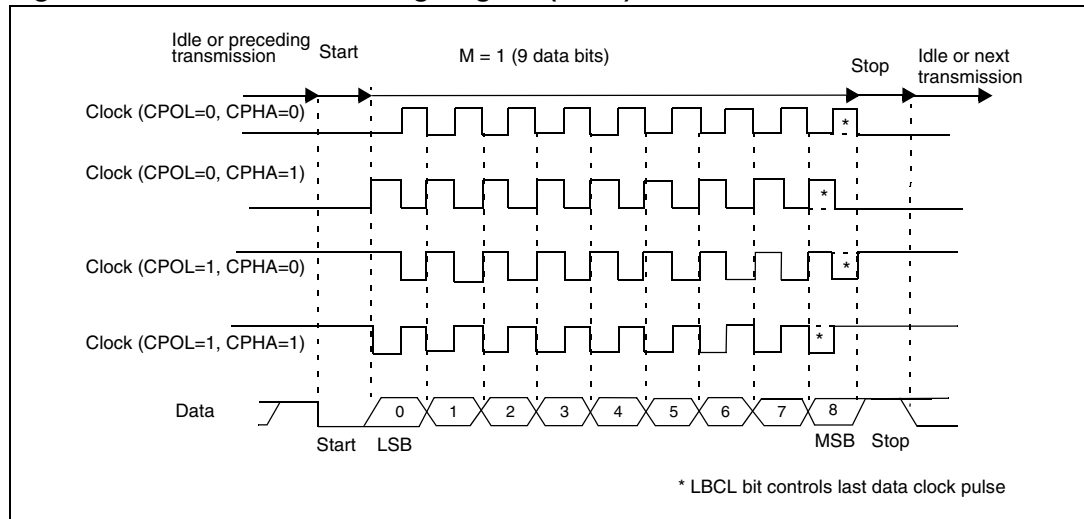 Idle or preceding
transmission
Start
M = 1 (9 data bits)
Stop
Idle or next
transmission
Clock (CPOL=0, CPHA=0)
*
Clock (CPOL=0, CPHA=1)
*
Clock (CPOL=1, CPHA=0)
*
Clock (CPOL=1, CPHA=1)
*
Data
0 1 2 3 4 5 6 7 8
Start LSB MSB Stop
* LBCL bit controls last data clock pulse